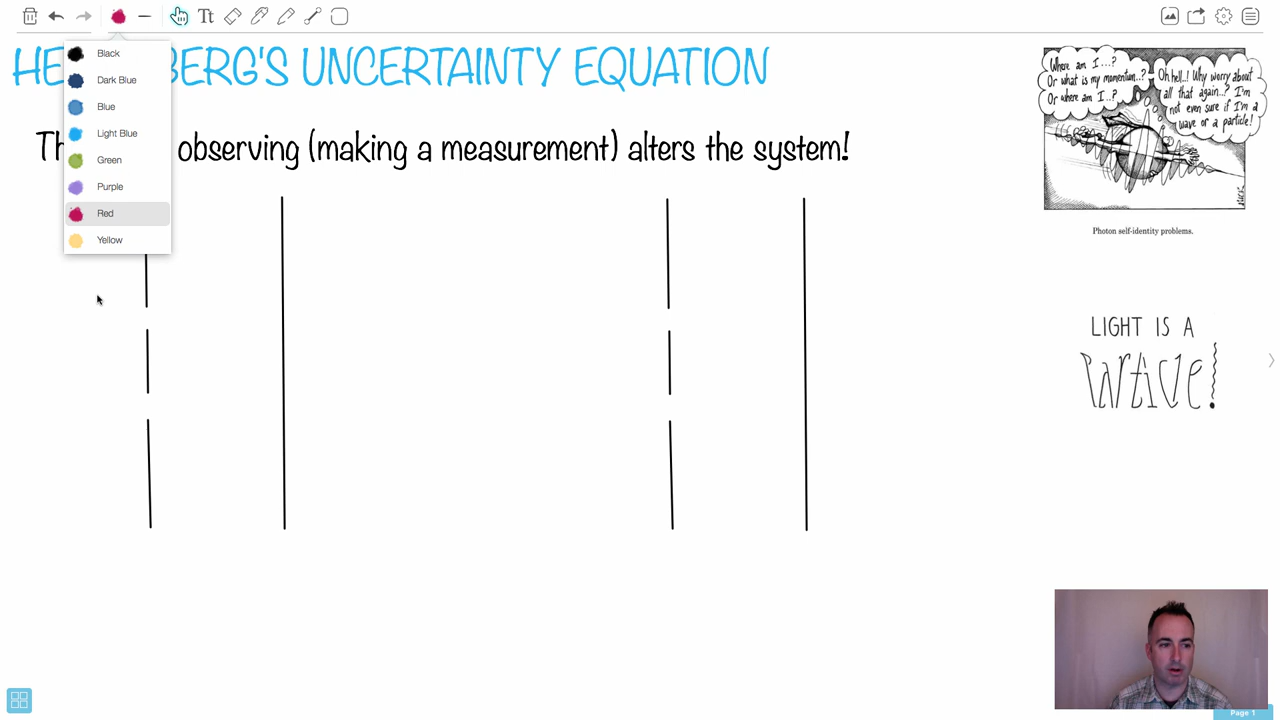 Tt
Black
Dark Blue
Blue
Light Blue
Green
Purple
Red
Yellow
HE BERG'S UNCERTAINTY EQUATION
Th observing (making a measurement) alters the system!
Where am I...?
Or what is my momentum..?
Or where am I..?
Oh hell..! Why worry about
all that again...? I'm
not even sure if I'm a
wave or a particle!
Photon self-identity problems.
LIGHT IS A
Particle!
Page 1